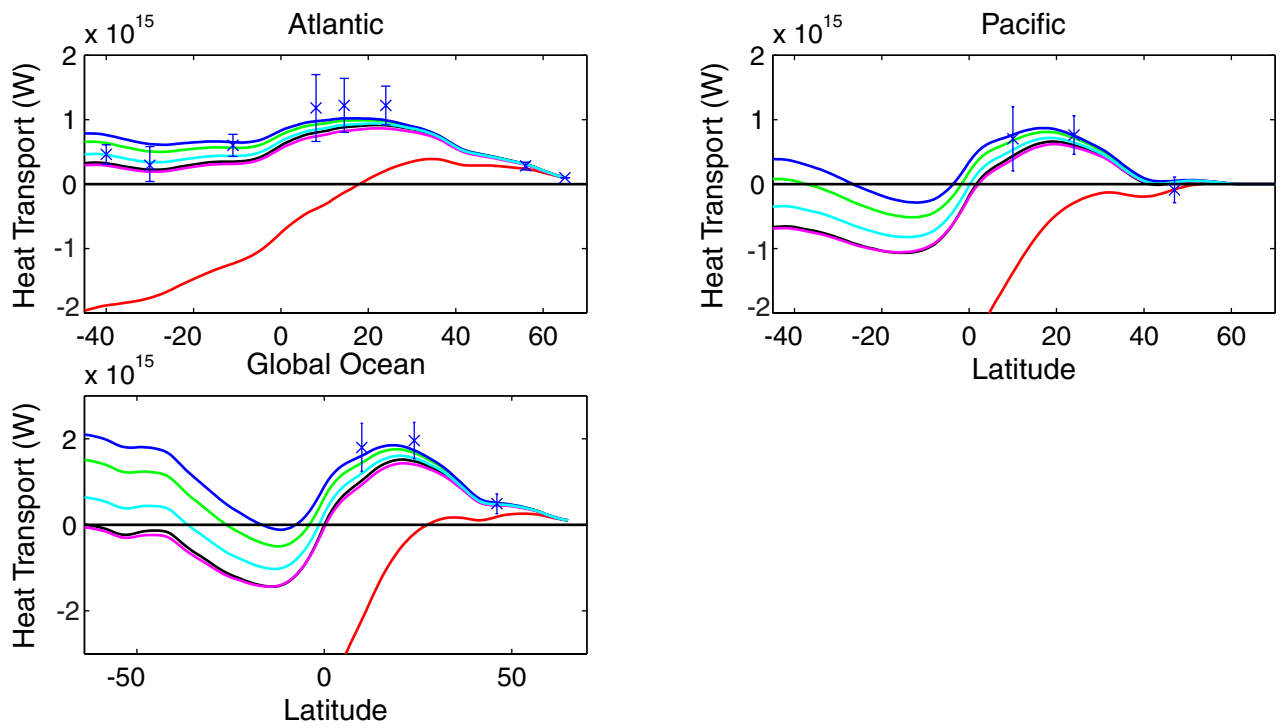 x 10^15
Atlantic
Heat Transport (W)
2
1
0
-1
-2
-40 -20 0 20 40 60
x 10^15
Pacific
Heat Transport (W)
2
1
0
-1
-2
-40 -20 0 20 40 60
Latitude
x 10^15
Global Ocean
Heat Transport (W)
2
0
-2
-50 0 50
Latitude